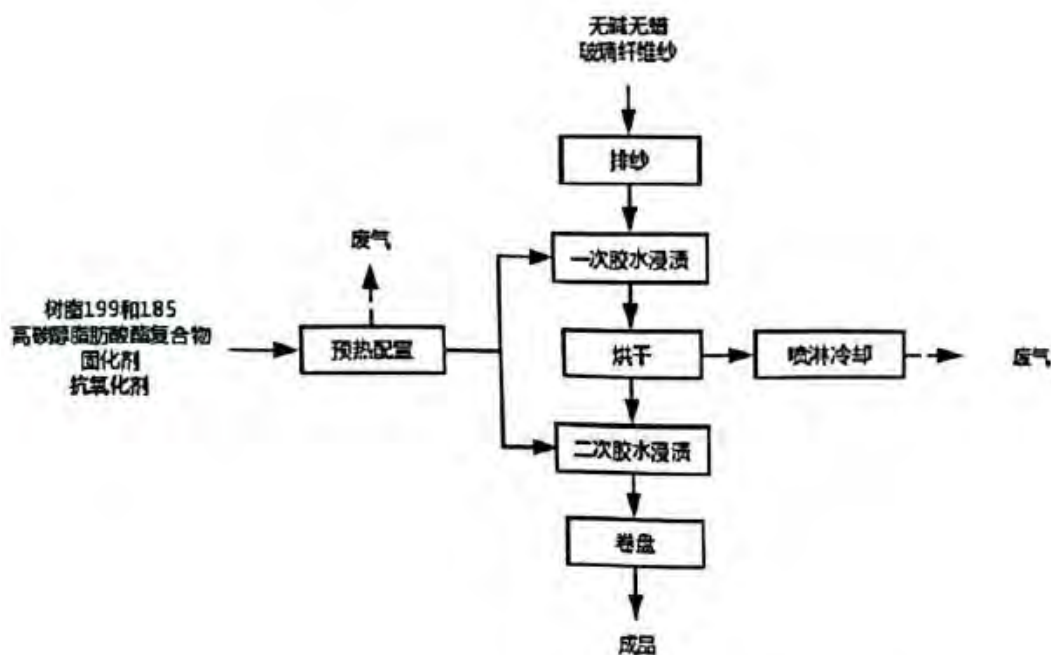 无碱无蜡
玻璃纤维纱
排纱
废气
一次胶水浸渍
树脂199和185
高碳醇脂肪酸酯复合物
固化剂
抗氧化剂
预热配置
烘干
喷淋冷却
废气
二次胶水浸渍
卷盘
成品